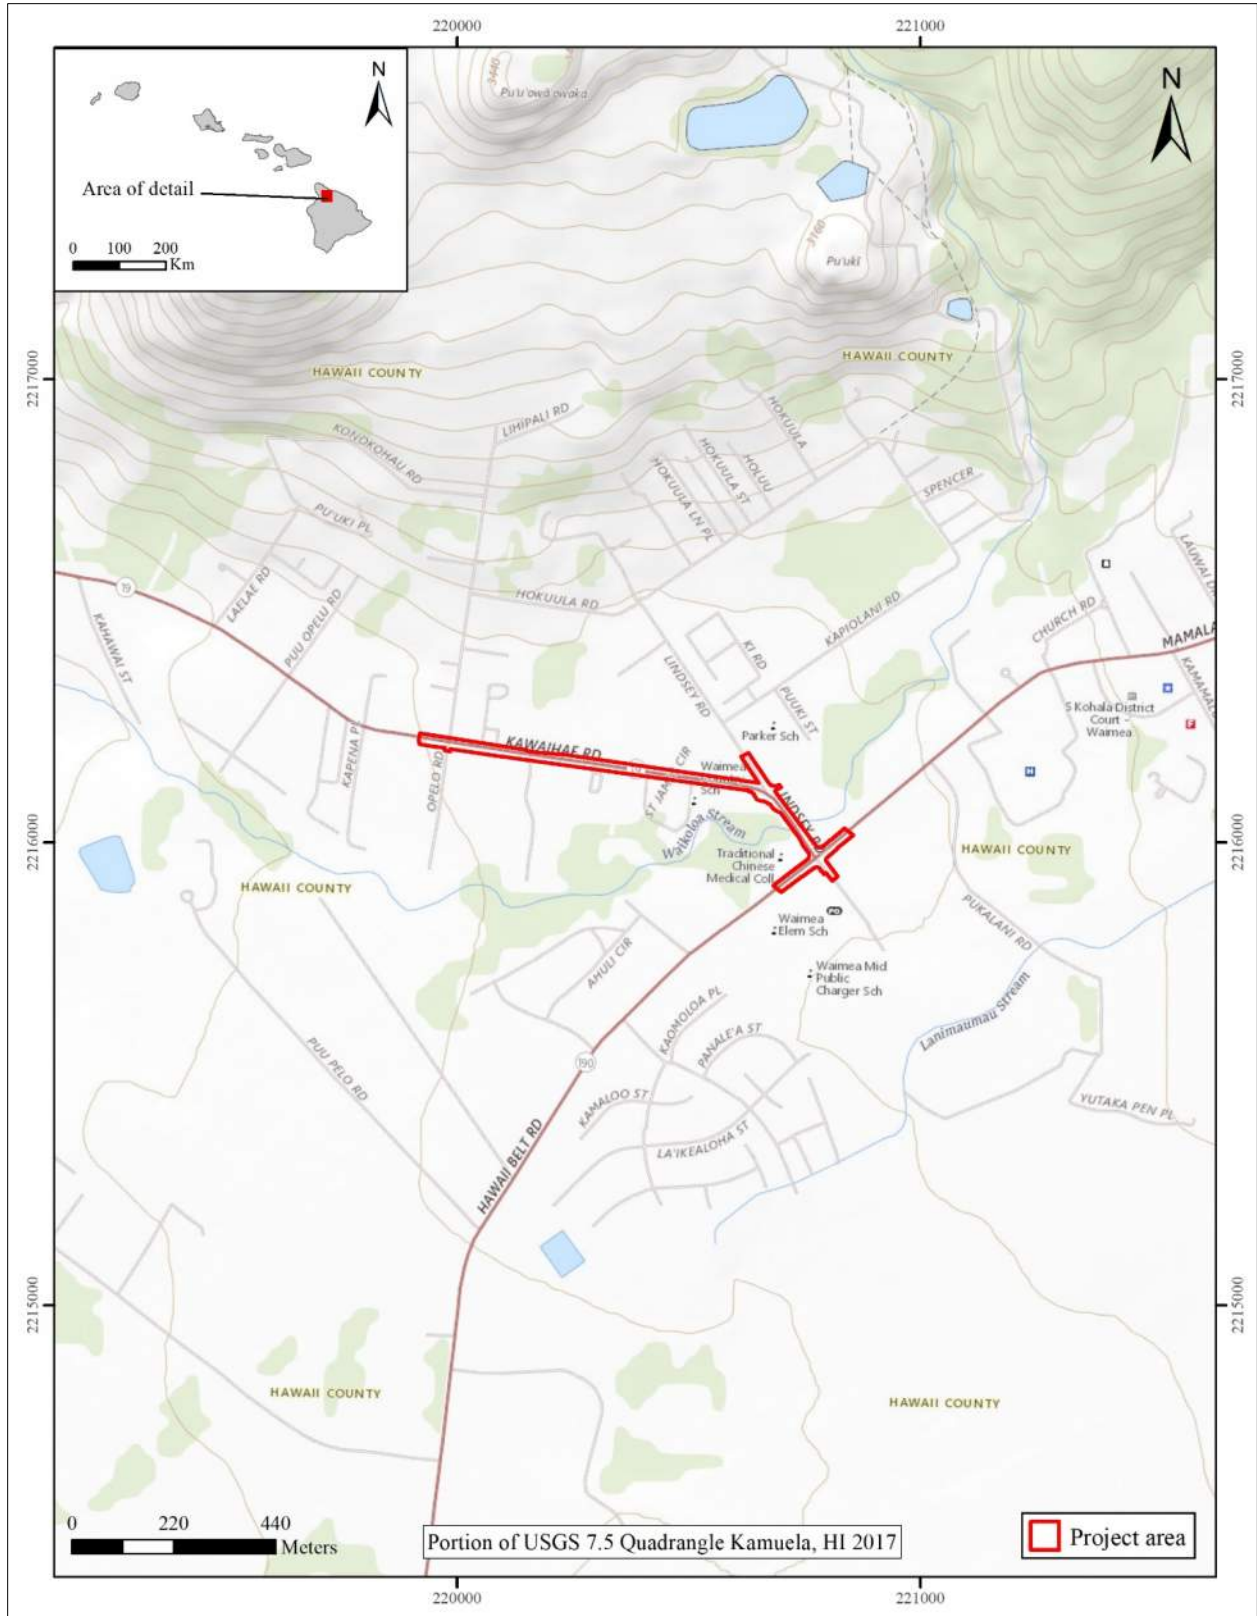 220000
221000
N
Area of detail
0 100 200
Km
3440
Pu'u'owa'owaka
N
3160
Pu'uki
HAWAII COUNTY
HAWAII COUNTY
2217000
2217000
LIHIPALI RD
KONOKOHAU RD
HOKUULA
HOLUU
HOKUULA ST
HOKUULA LN PL
SPENCER
PU'UKI PL
LAUWAI
19
LAELAE RD
HOKUULA RD
PUU OPELU RD
KAPIOLANI RD
CHURCH RD
KAHAWAI ST
KI RD
MAMALA
LINDSEY RD
PUUKI ST
KAMAMALU
S Kohala District
Court -
Waimea
F
Parker Sch
KAWAIHAE RD
KAPENA P
OPELO RD
ST JAM CIR
Waimea
Sch
H
LINDSEY RD
Waikoloa Stream
2216000
2216000
Traditional
Chinese
Medical Coll
HAWAII COUNTY
HAWAII COUNTY
PO
Waimea
Elem Sch
PUKALANI RD
AHULI CIR
Waimea Mid
Public
Charger Sch
KAOMOLOA PL
Lanimaumau Stream
PANALE'A ST
190
PUU PELO RD
KAMALOO ST
YUTAKA PEN PL
LA'IKEALOHA ST
HAWAII BELT RD
2215000
2215000
HAWAII COUNTY
HAWAII COUNTY
0 220 440
Meters
Portion of USGS 7.5 Quadrangle Kamuela, HI 2017
Project area
220000
221000